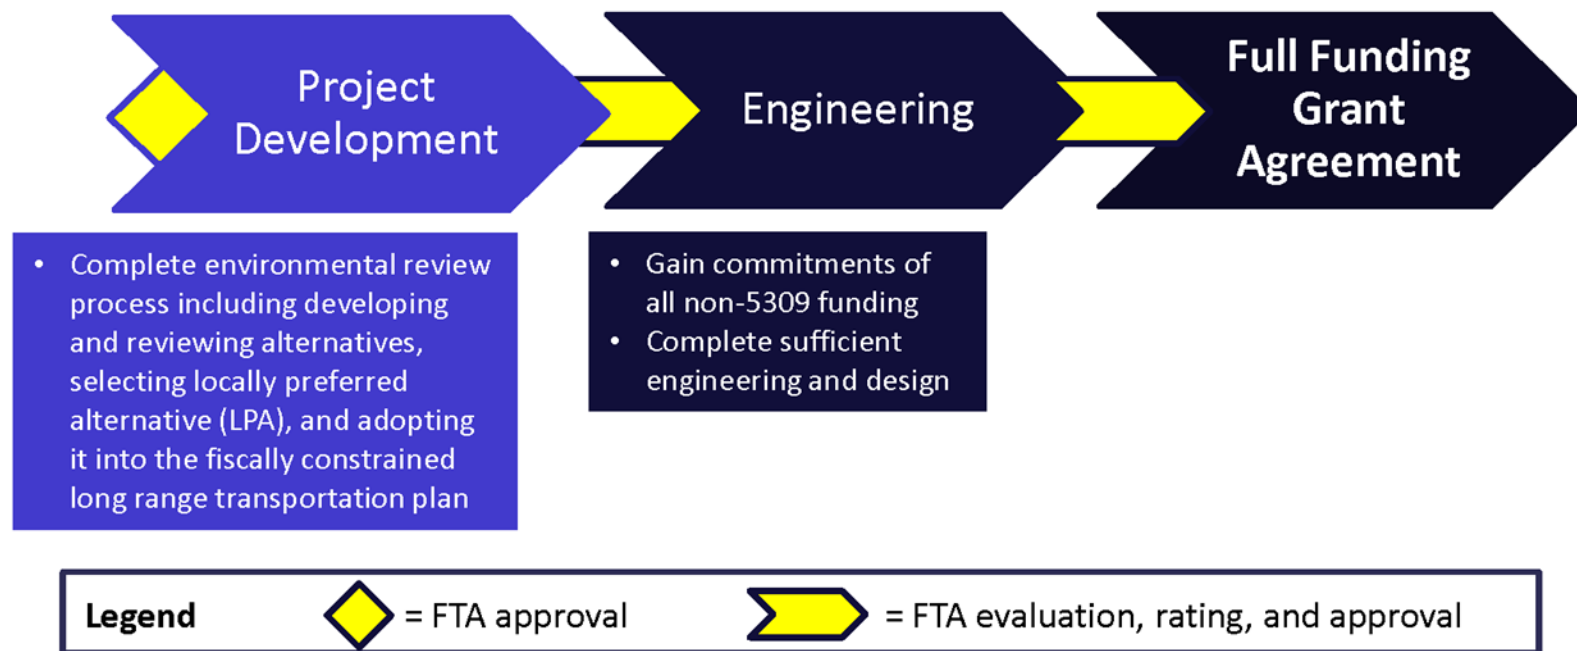 Project
Development
Engineering
Full Funding
Grant
Agreement
• Complete environmental review
process including developing
and reviewing alternatives,
selecting locally preferred
alternative (LPA), and adopting
it into the fiscally constrained
long range transportation plan
• Gain commitments of
all non-5309 funding
• Complete sufficient
engineering and design
Legend = FTA approval = FTA evaluation, rating, and approval